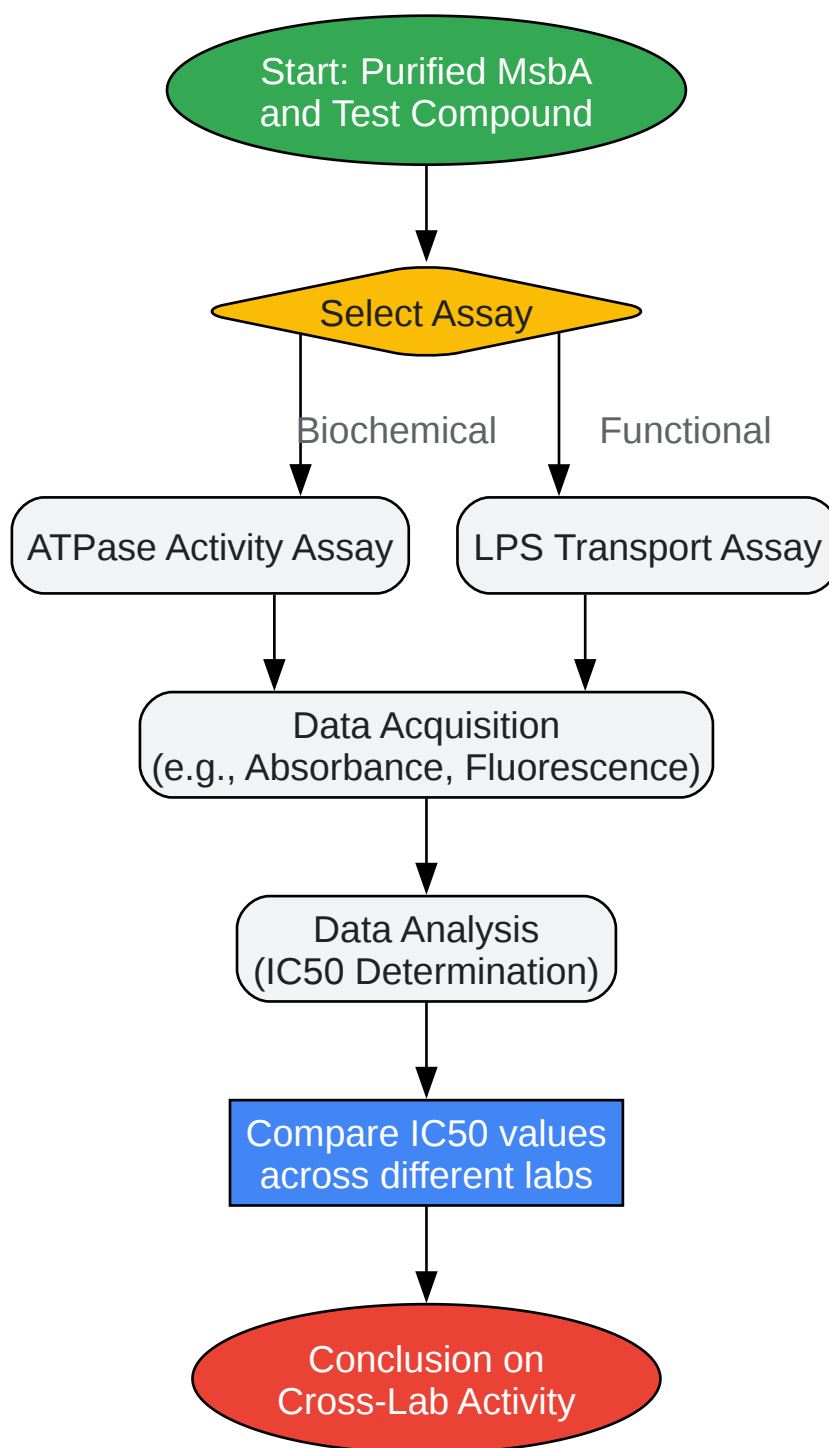 Start: Purified MsbA
and Test Compound
Select Assay
Biochemical
Functional
ATPase Activity Assay
LPS Transport Assay
Data Acquisition
(e.g., Absorbance, Fluorescence)
Data Analysis
(IC50 Determination)
Compare IC50 values
across different labs
Conclusion on
Cross-Lab Activity